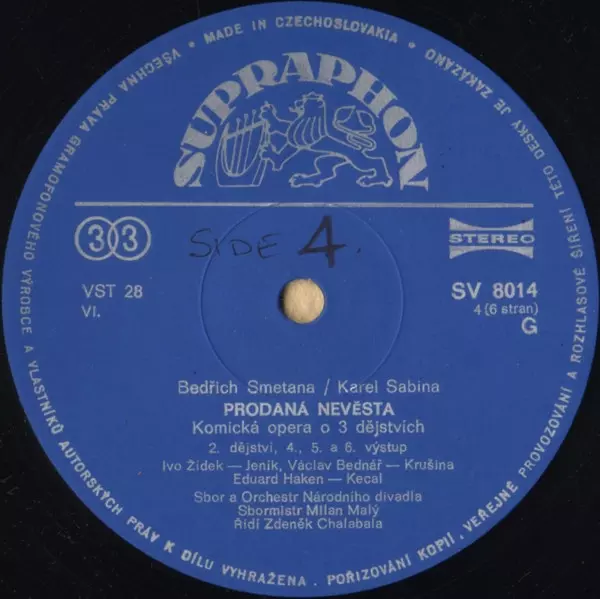 VŠECHNA PRÁVA GRAMOFONOVÉHO VÝROBCE A VLASTNÍKŮ AUTORSKÝCH PRÁV K DÍLU VYHRAŽENA. POŘIZOVÁNÍ KOPIÍ, VEŘEJNÉ PROVOZOVÁNÍ A ROZHLASOVÉ ŠÍŘENÍ TÉTO DESKY JE ZAKÁZÁNO • MADE IN CZECHOSLOVAKIA •
SUPRAPHON
33
SIDE 4.
STEREO
VST 28
VI.
SV 8014
4 (6 stran)
G
Bedřich Smetana / Karel Sabina
PRODANÁ NEVĚSTA
Komická opera o 3 dějstvích
2. dějství, 4., 5. a 6. výstup
Ivo Žídek — Jeník, Václav Bednář — Krušina
Eduard Haken — Kecal
Sbor a Orchestr Národního divadla
Sbormistr Milan Malý
Řídí Zdeněk Chalabala